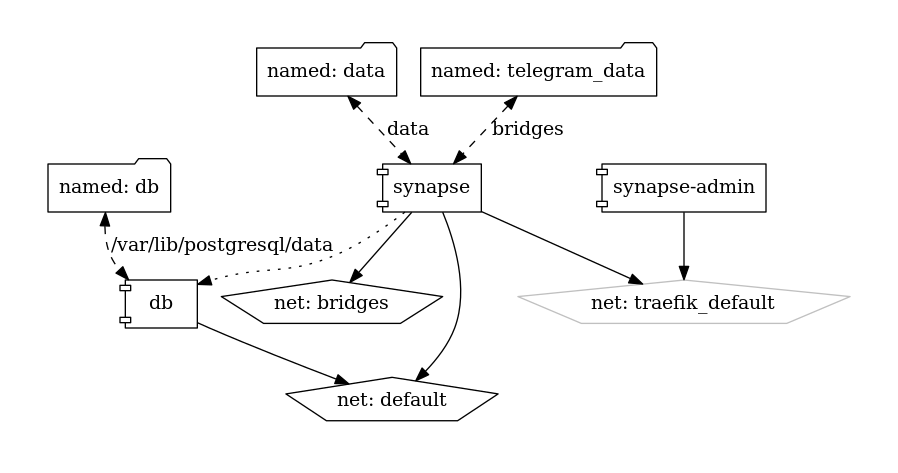 named: data
named: telegram_data
data
bridges
named: db
synapse
synapse-admin
/var/lib/postgresql/data
db
net: bridges
net: traefik_default
net: default